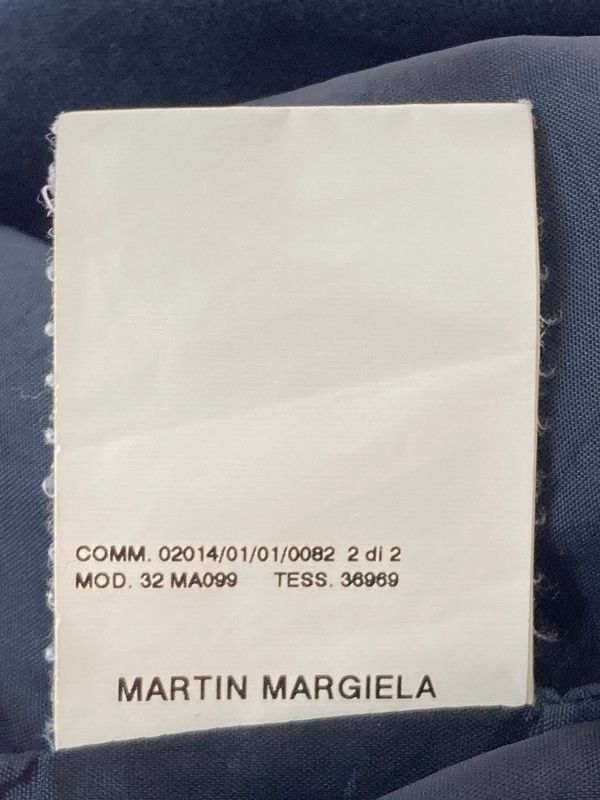 COMM. 02014/01/01/0082 2 di 2
MOD. 32 MA099 TESS. 36969
MARTIN MARGIELA